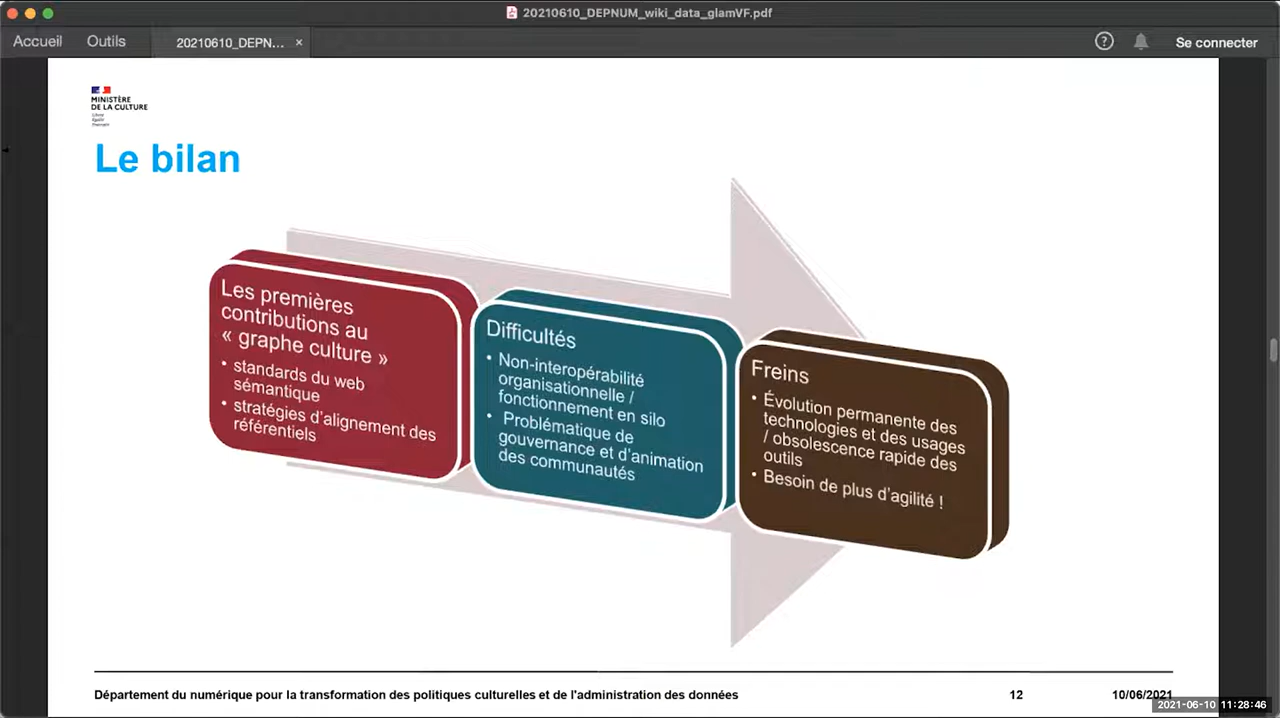 20210610_DEPNUM_wiki_data_glamVF.pdf
Accueil
Outils
20210610_DEPN... ×
?
Se connecter
MINISTÈRE
DE LA CULTURE
Liberté
Égalité
Fraternité
Le bilan
Les premières
contributions au
« graphe culture »
• standards du web
sémantique
• stratégies d'alignement des
référentiels
Difficultés
• Non-interopérabilité
organisationnelle /
fonctionnement en silo
• Problématique de
gouvernance et d'animation
des communautés
Freins
• Évolution permanente des
technologies et des usages
/ obsolescence rapide des
outils
• Besoin de plus d'agilité !
Département du numérique pour la transformation des politiques culturelles et de l'administration des données
12
10/06/2021
2021-06-10 11:28:46